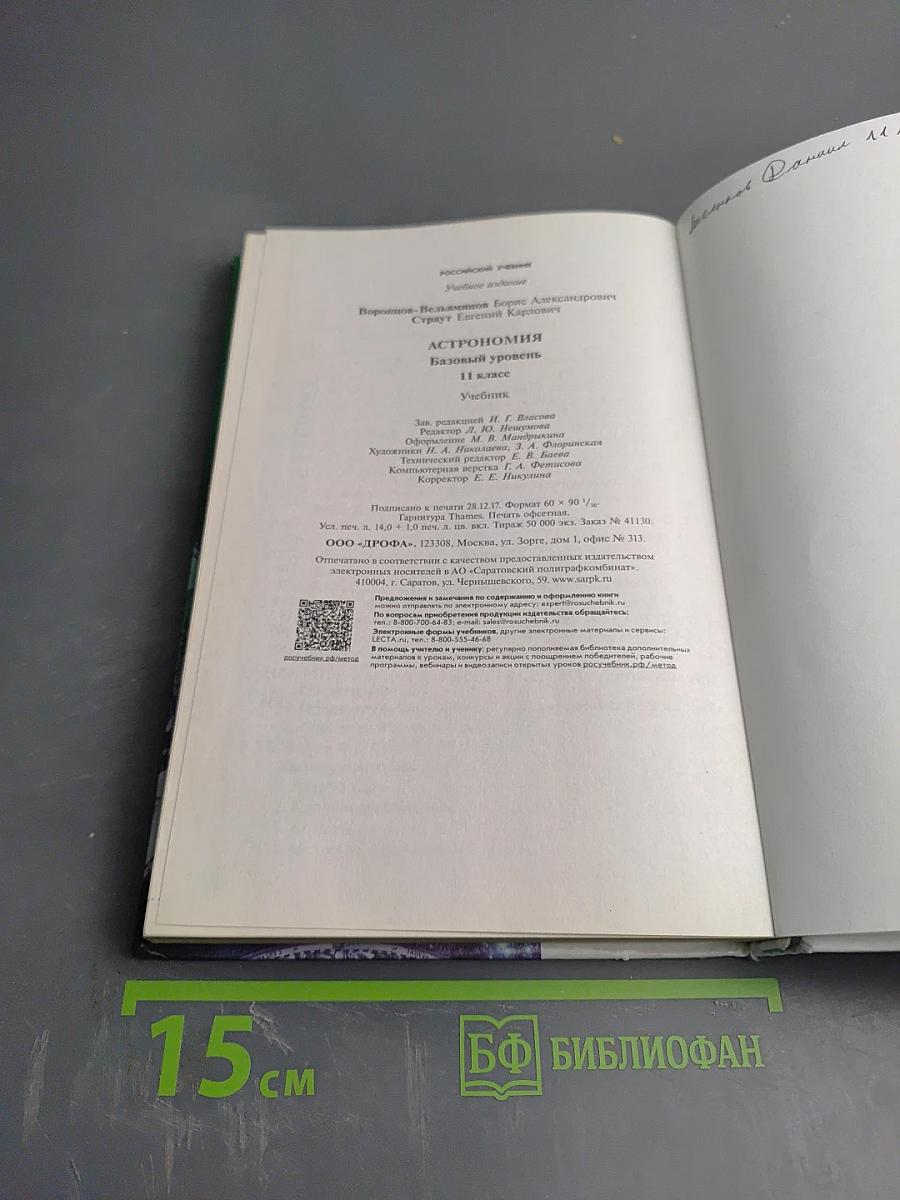 РОССИЙСКИЙ УЧЕБНИК
Учебное издание
Воронцов-Вельяминов Борис Александрович
Страут Евгений Карлович
АСТРОНОМИЯ
Базовый уровень
11 класс
Учебник
Зав. редакцией И. Г. Власова
Редактор Л. Ю. Нешумова
Оформление М. В. Мандрыкина
Художники Н. А. Николаева, З. А. Флоринская
Технический редактор Е. В. Баева
Компьютерная верстка Г. А. Фетисова
Корректор Е. Е. Никулина
Подписано к печати 28.12.17. Формат 60 × 90 1/16.
Гарнитура Thames. Печать офсетная.
Усл. печ. л. 14,0 + 1,0 печ. л. цв. вкл. Тираж 50 000 экз. Заказ № 41130.
ООО «ДРОФА». 123308, Москва, ул. Зорге, дом 1, офис № 313.
Отпечатано в соответствии с качеством предоставленных издательством
электронных носителей в АО «Саратовский полиграфкомбинат».
410004, г. Саратов, ул. Чернышевского, 59. www.sarpk.ru
Предложения и замечания по содержанию и оформлению книги
можно отправлять по электронному адресу: expert@rosuchebnik.ru
По вопросам приобретения продукции издательства обращайтесь:
тел.: 8-800-700-64-83; e-mail: sales@rosuchebnik.ru
Электронные формы учебников, другие электронные материалы и сервисы:
LECTA.ru, тел.: 8-800-555-46-68
В помощь учителю и ученику: регулярно пополняемая библиотека дополнительных
материалов к урокам, конкурсы и акции с поощрением победителей, рабочие
программы, вебинары и видеозаписи открытых уроков росучебник.рф/метод
росучебник.рф/метод
Даниил 11
15 см
БФ БИБЛИОФАН